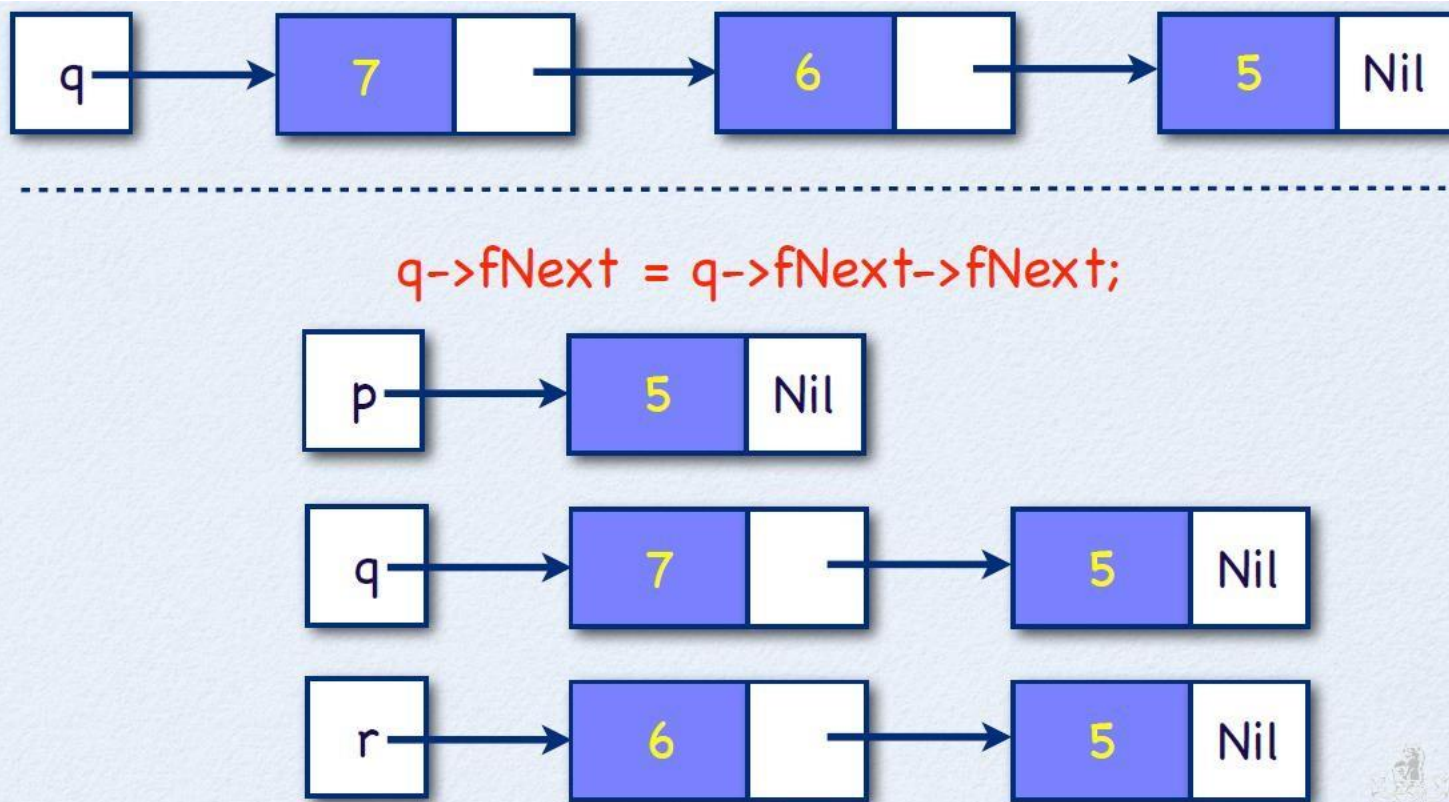 q 7 6 5 Nil
q->fNext = q->fNext->fNext;
p 5 Nil
q 7 5 Nil
r 6 5 Nil